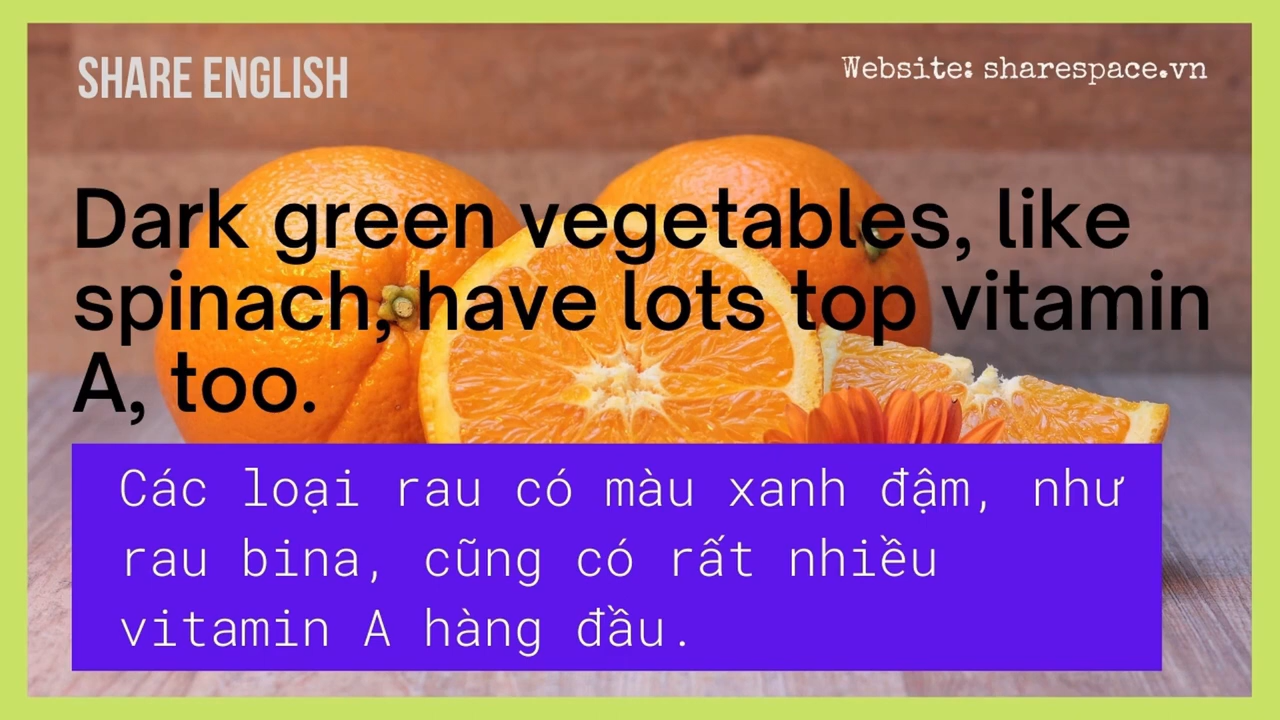 SHARE ENGLISH
Website: sharespace.vn
Dark green vegetables, like
spinach, have lots top vitamin
A, too.
Các loại rau có màu xanh đậm, như
rau bina, cũng có rất nhiều
vitamin A hàng đầu.